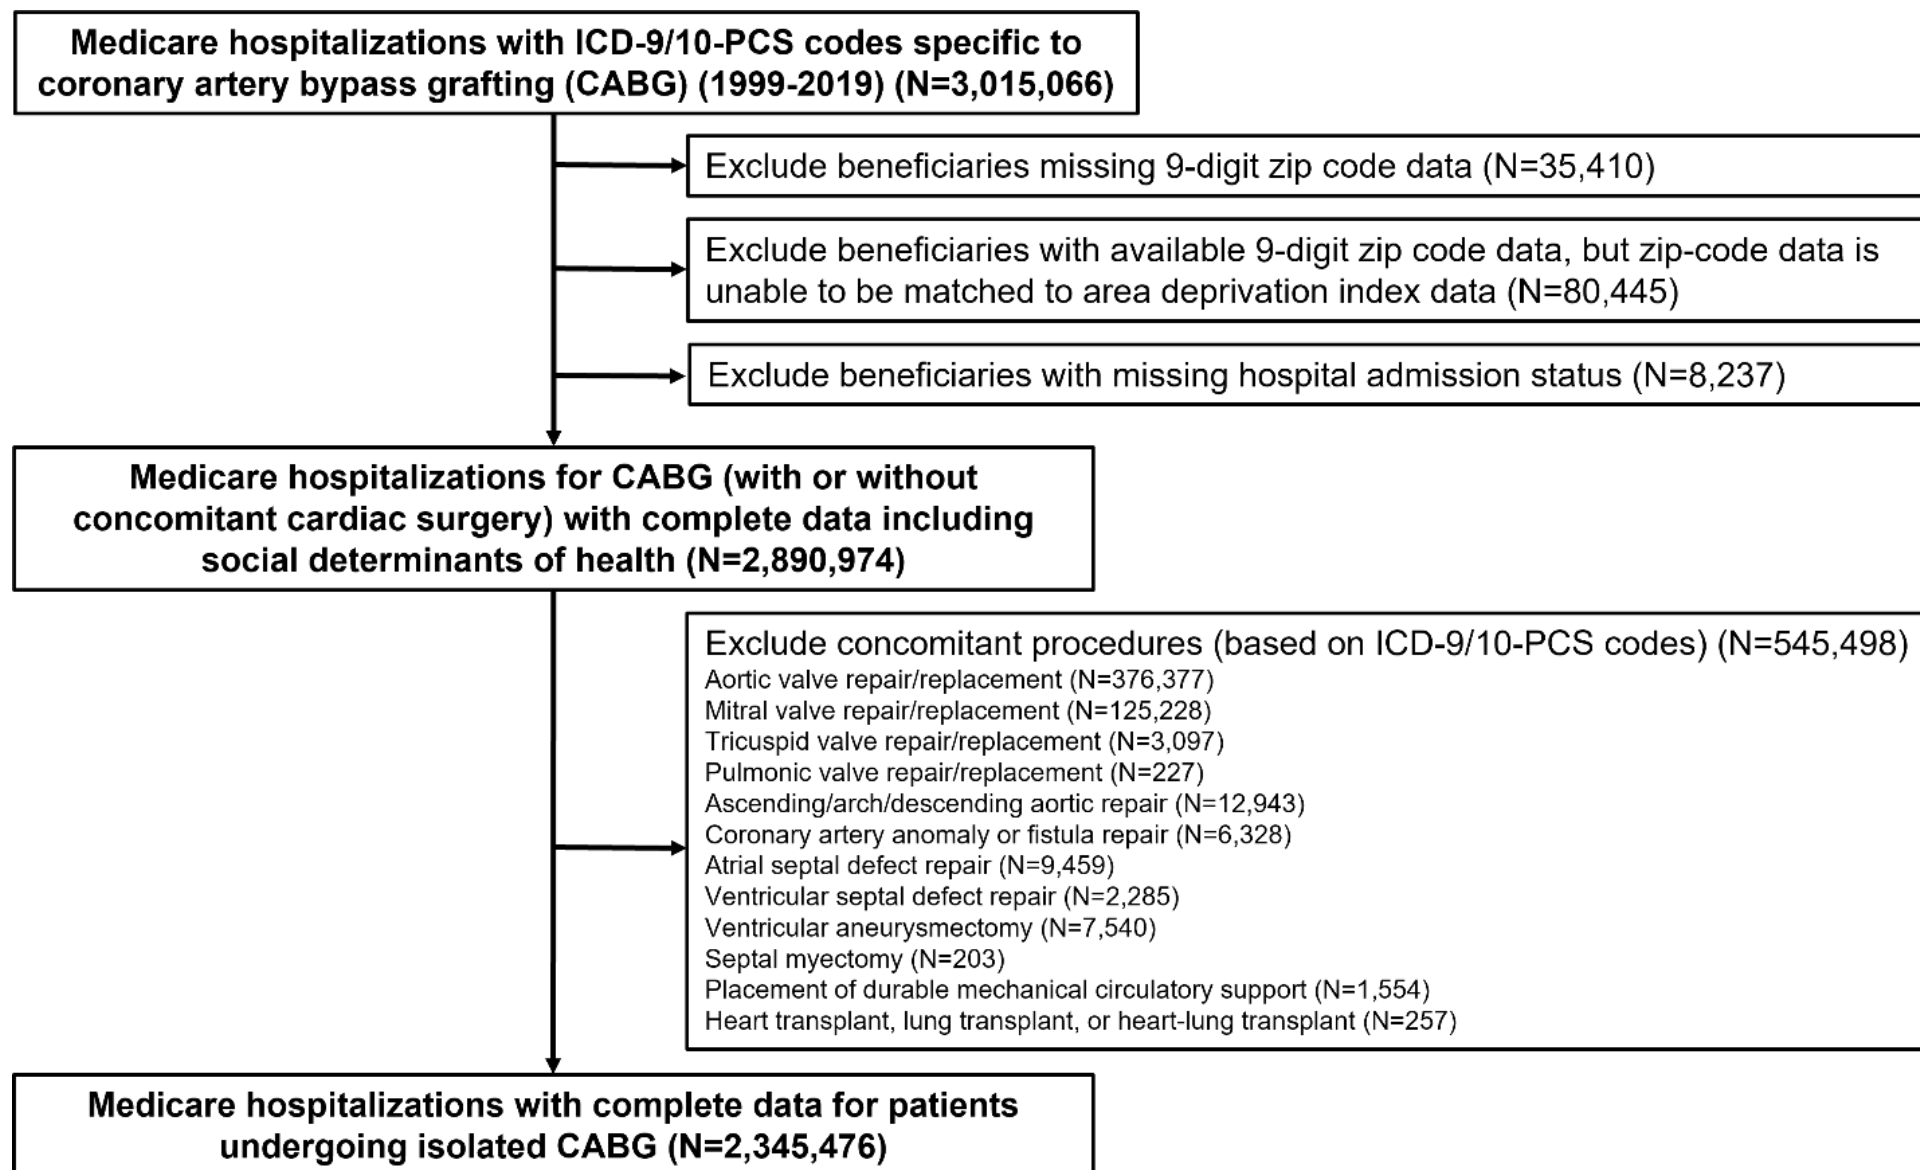 Medicare hospitalizations with ICD-9/10-PCS codes specific to
coronary artery bypass grafting (CABG) (1999-2019) (N=3,015,066)
Exclude beneficiaries missing 9-digit zip code data (N=35,410)
Exclude beneficiaries with available 9-digit zip code data, but zip-code data is
unable to be matched to area deprivation index data (N=80,445)
Exclude beneficiaries with missing hospital admission status (N=8,237)
Medicare hospitalizations for CABG (with or without
concomitant cardiac surgery) with complete data including
social determinants of health (N=2,890,974)
Exclude concomitant procedures (based on ICD-9/10-PCS codes) (N=545,498)
Aortic valve repair/replacement (N=376,377)
Mitral valve repair/replacement (N=125,228)
Tricuspid valve repair/replacement (N=3,097)
Pulmonic valve repair/replacement (N=227)
Ascending/arch/descending aortic repair (N=12,943)
Coronary artery anomaly or fistula repair (N=6,328)
Atrial septal defect repair (N=9,459)
Ventricular septal defect repair (N=2,285)
Ventricular aneurysmectomy (N=7,540)
Septal myectomy (N=203)
Placement of durable mechanical circulatory support (N=1,554)
Heart transplant, lung transplant, or heart-lung transplant (N=257)
Medicare hospitalizations with complete data for patients
undergoing isolated CABG (N=2,345,476)